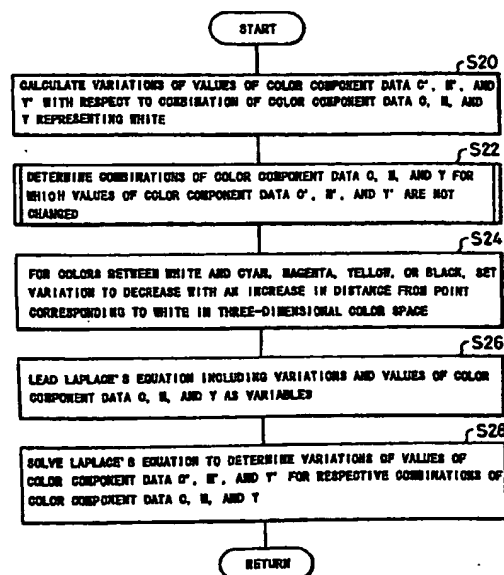 START
S20
CALCULATE VARIATIONS OF VALUES OF COLOR COMPONENT DATA C', M', AND
Y' WITH RESPECT TO COMBINATION OF COLOR COMPONENT DATA C, M, AND
Y REPRESENTING WHITE
S22
DETERMINE COMBINATIONS OF COLOR COMPONENT DATA C, M, AND Y FOR
WHICH VALUES OF COLOR COMPONENT DATA C', M', AND Y' ARE NOT
CHANGED
S24
FOR COLORS BETWEEN WHITE AND CYAN, MAGENTA, YELLOW, OR BLACK, SET
VARIATION TO DECREASE WITH AN INCREASE IN DISTANCE FROM POINT
CORRESPONDING TO WHITE IN THREE-DIMENSIONAL COLOR SPACE
S26
LEAD LAPLACE'S EQUATION INCLUDING VARIATIONS AND VALUES OF COLOR
COMPONENT DATA C, M, AND Y AS VARIABLES
S28
SOLVE LAPLACE'S EQUATION TO DETERMINE VARIATIONS OF VALUES OF
COLOR COMPONENT DATA C', M', AND Y' FOR RESPECTIVE COMBINATIONS OF
COLOR COMPONENT DATA C, M, AND Y
RETURN